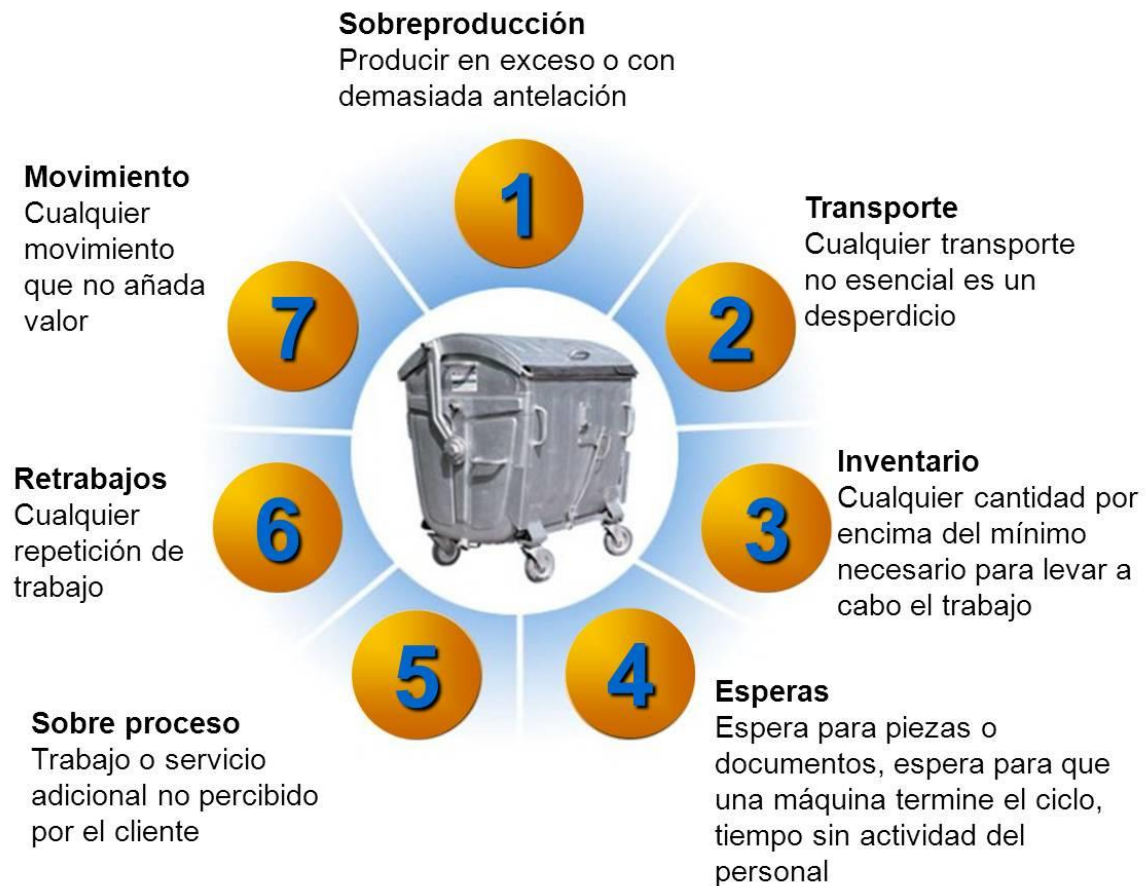 1
Sobreproducción
Producir en exceso o con
demasiada antelación
2
Transporte
Cualquier transporte
no esencial es un
desperdicio
3
Inventario
Cualquier cantidad por
encima del mínimo
necesario para levar a
cabo el trabajo
4
Esperas
Espera para piezas o
documentos, espera para que
una máquina termine el ciclo,
tiempo sin actividad del
personal
5
Sobre proceso
Trabajo o servicio
adicional no percibido
por el cliente
6
Retrabajos
Cualquier
repetición de
trabajo
7
Movimiento
Cualquier
movimiento
que no añada
valor